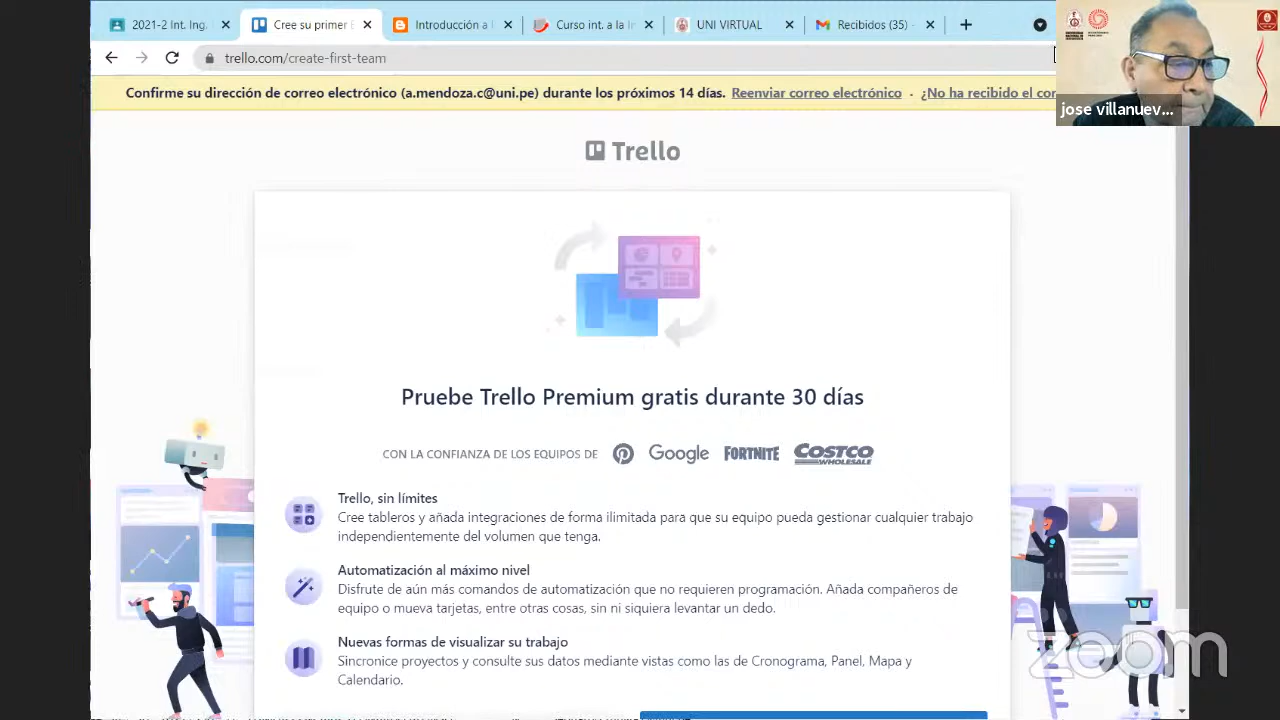 2021-2 Int. Ing.
Cree su primer E
Introducción a l
Curso int. a la In
UNI VIRTUAL
Recibidos (35) -
trello.com/create-first-team
Confirme su dirección de correo electrónico (a.mendoza.c@uni.pe) durante los próximos 14 días. Reenviar correo electrónico · ¿No ha recibido el cor
jose villanuev...
Trello
Pruebe Trello Premium gratis durante 30 días
CON LA CONFIANZA DE LOS EQUIPOS DE Google FORTNITE COSTCO WHOLESALE
Trello, sin límites
Cree tableros y añada integraciones de forma ilimitada para que su equipo pueda gestionar cualquier trabajo
independientemente del volumen que tenga.
Automatización al máximo nivel
Disfrute de aún más comandos de automatización que no requieren programación. Añada compañeros de
equipo o mueva tarjetas, entre otras cosas, sin ni siquiera levantar un dedo.
Nuevas formas de visualizar su trabajo
Sincronice proyectos y consulte sus datos mediante vistas como las de Cronograma, Panel, Mapa y
Calendario.
zoom